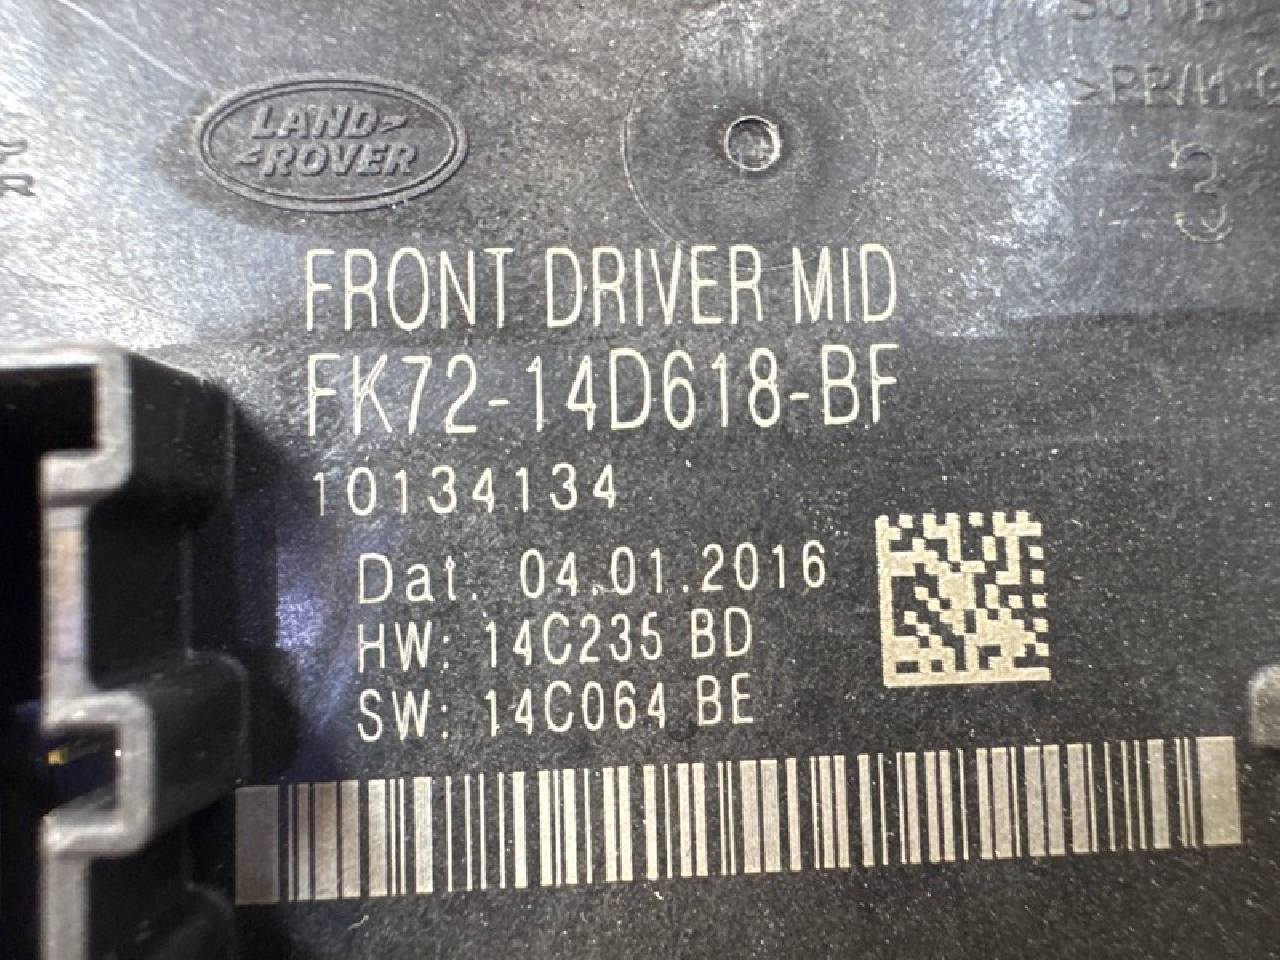 LAND-
-ROVER
FRONT DRIVER MID
FK72-14D618-BF
10134134
Dat. 04.01.2016
HW: 14C235 BD
SW: 14C064 BE
3